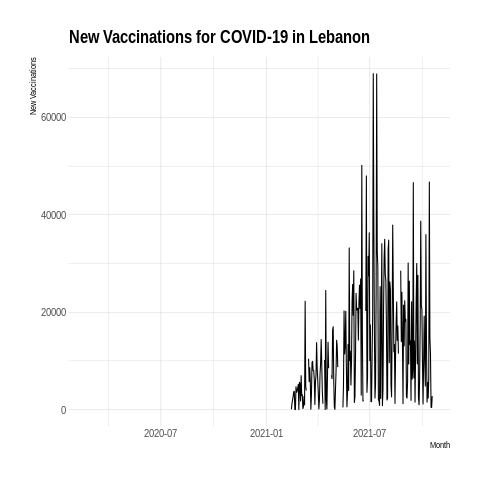 New Vaccinations for COVID-19 in Lebanon
New Vaccinations
60000
40000
20000
0
2020-07 2021-01 2021-07
Month